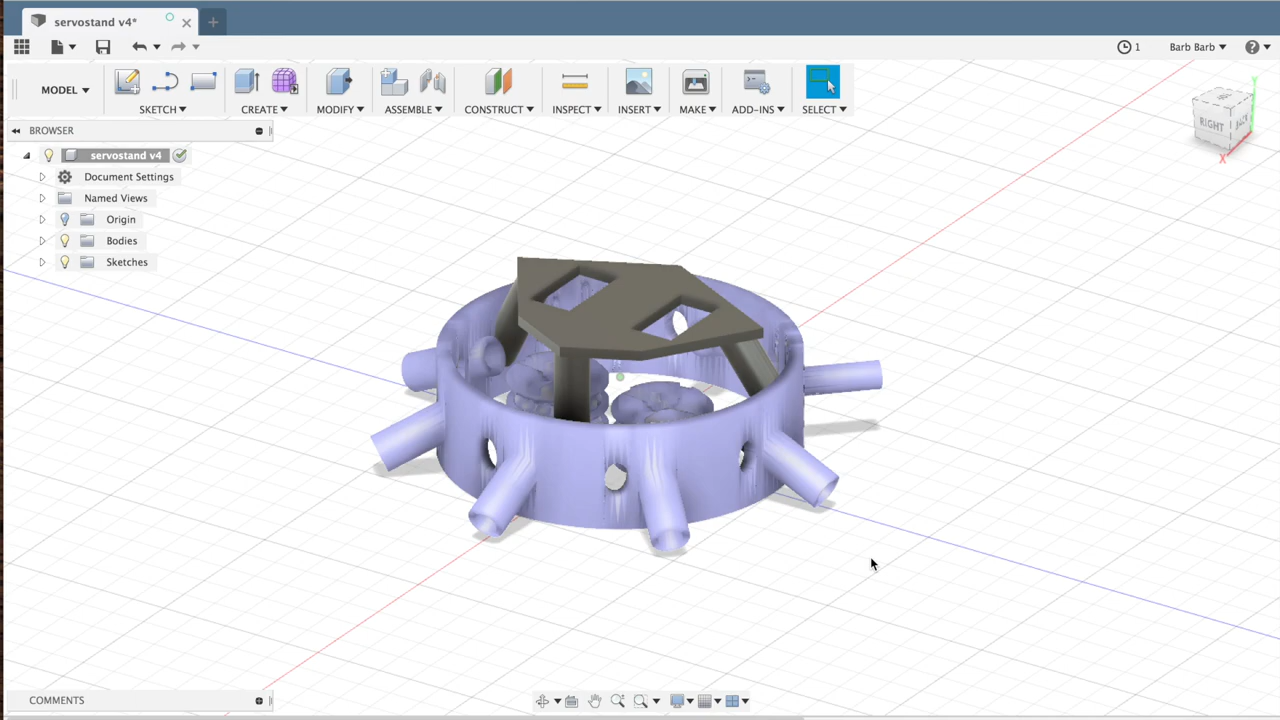 servostand v4*
1
Barb Barb
MODEL
SKETCH
CREATE
MODIFY
ASSEMBLE
CONSTRUCT
INSPECT
INSERT
MAKE
ADD-INS
SELECT
BROWSER
servostand v4
Document Settings
Named Views
Origin
Bodies
Sketches
Y
RIGHT
X
COMMENTS